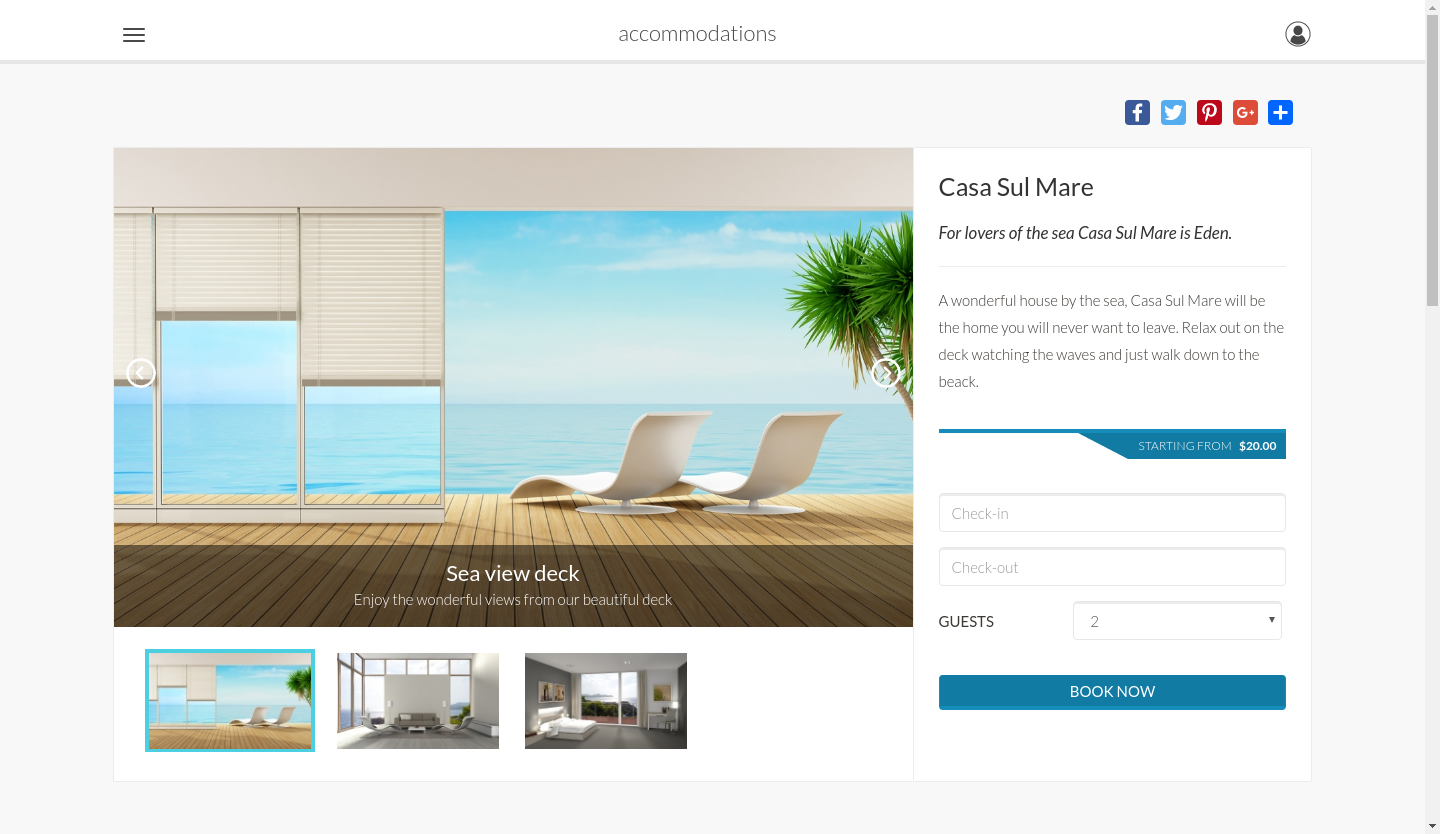 accommodations
Casa Sul Mare
For lovers of the sea Casa Sul Mare is Eden.
A wonderful house by the sea, Casa Sul Mare will be
the home you will never want to leave. Relax out on the
deck watching the waves and just walk down to the
beack.
STARTING FROM $20.00
Check-in
Check-out
GUESTS 2
BOOK NOW
Sea view deck
Enjoy the wonderful views from our beautiful deck